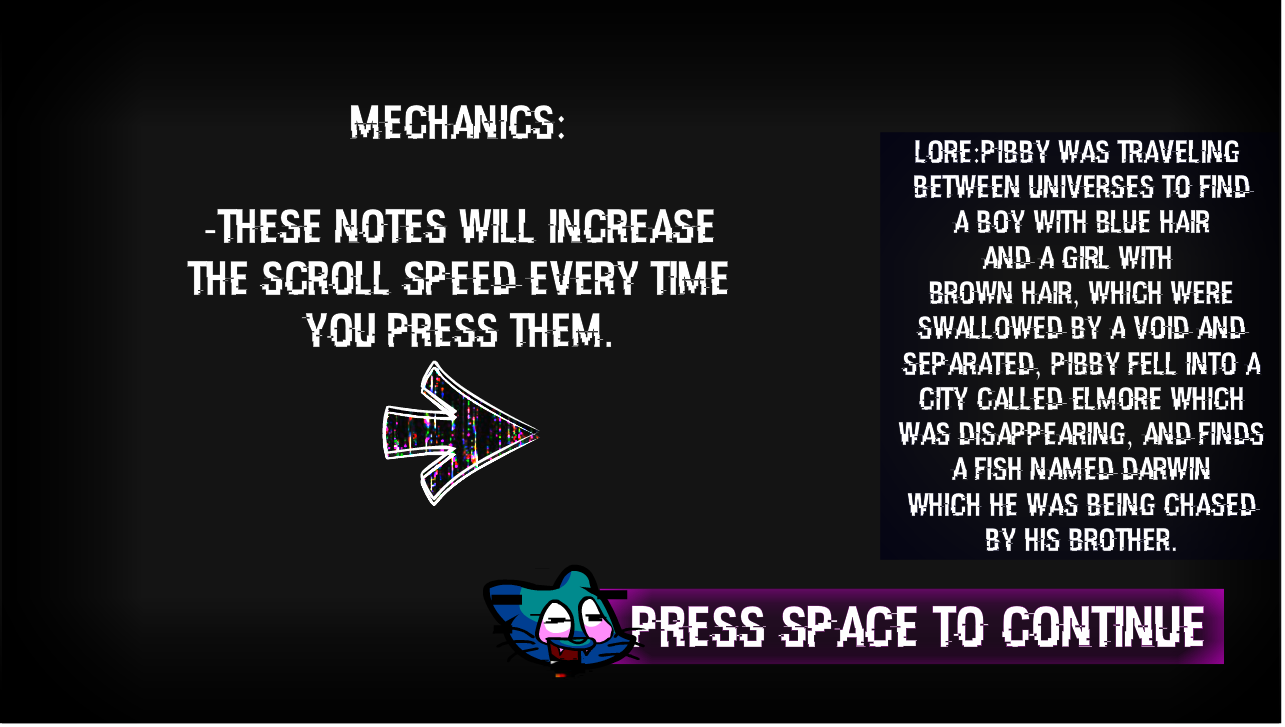 MECHANICS:
-THESE NOTES WILL INCREASE
THE SCROLL SPEED EVERY TIME
YOU PRESS THEM.
LORE:PIBBY WAS TRAVELING
BETWEEN UNIVERSES TO FIND
A BOY WITH BLUE HAIR
AND A GIRL WITH
BROWN HAIR, WHICH WERE
SWALLOWED BY A VOID AND
SEPARATED, PIBBY FELL INTO A
CITY CALLED ELMORE WHICH
WAS DISAPPEARING, AND FINDS
A FISH NAMED DARWIN
WHICH HE WAS BEING CHASED
BY HIS BROTHER.
PRESS SPACE TO CONTINUE